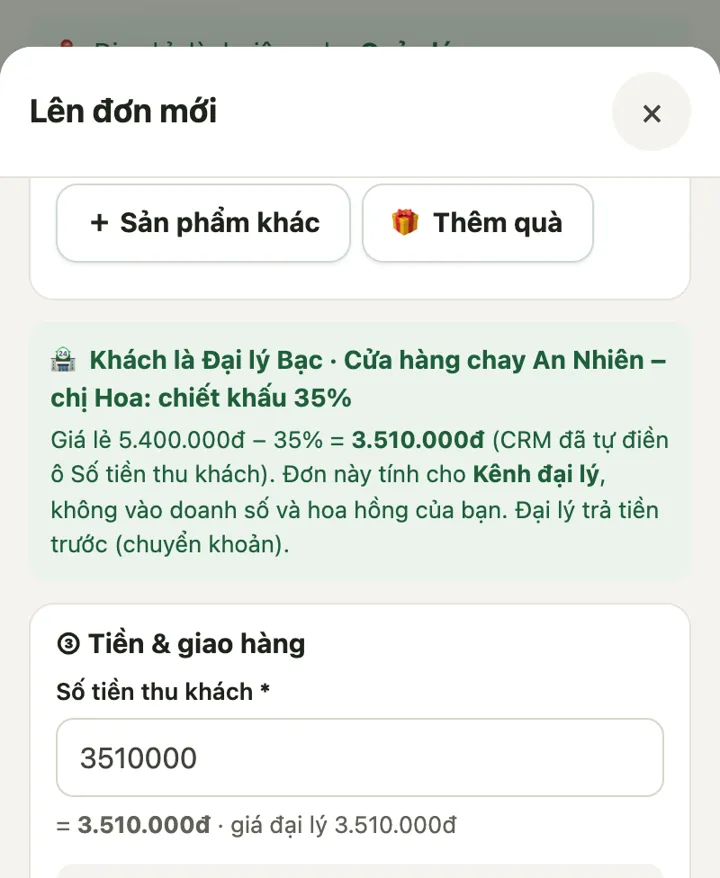 Lên đơn mới
×
+ Sản phẩm khác
🎁 Thêm quà
Khách là Đại lý Bạc · Cửa hàng chay An Nhiên –
chị Hoa: chiết khấu 35%
Giá lẻ 5.400.000đ – 35% = 3.510.000đ (CRM đã tự điền
ô Số tiền thu khách). Đơn này tính cho Kênh đại lý,
không vào doanh số và hoa hồng của bạn. Đại lý trả tiền
trước (chuyển khoản).
③ Tiền & giao hàng
Số tiền thu khách *
3510000
= 3.510.000đ · giá đại lý 3.510.000đ